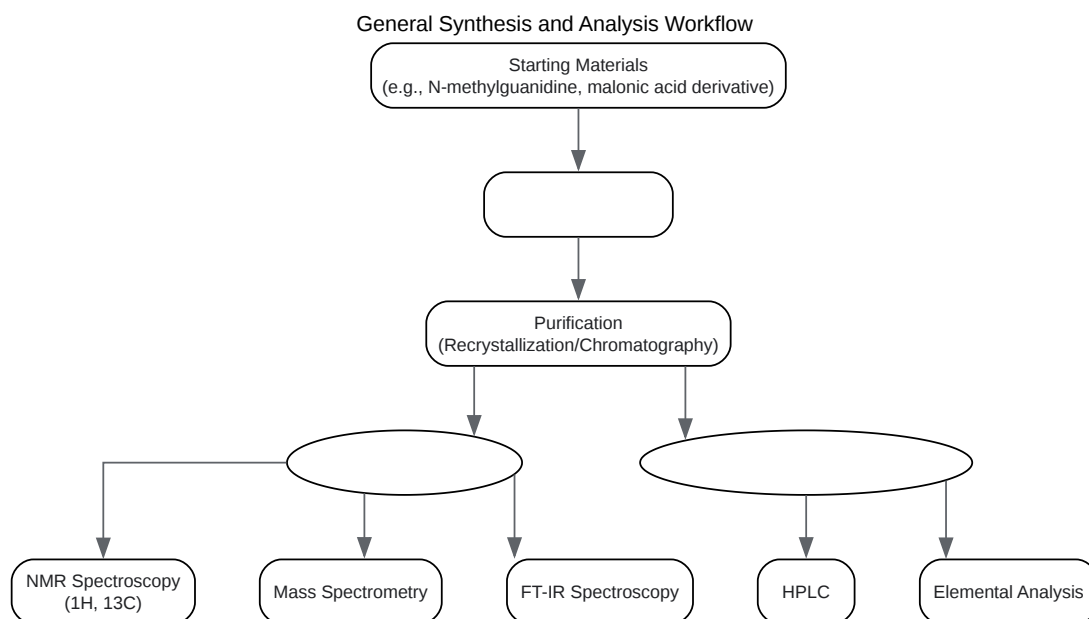 General Synthesis and Analysis Workflow
Starting Materials
(e.g., N-methylguanidine, malonic acid derivative)
Purification
(Recrystallization/Chromatography)
NMR Spectroscopy
(1H, 13C)
Mass Spectrometry
FT-IR Spectroscopy
HPLC
Elemental Analysis